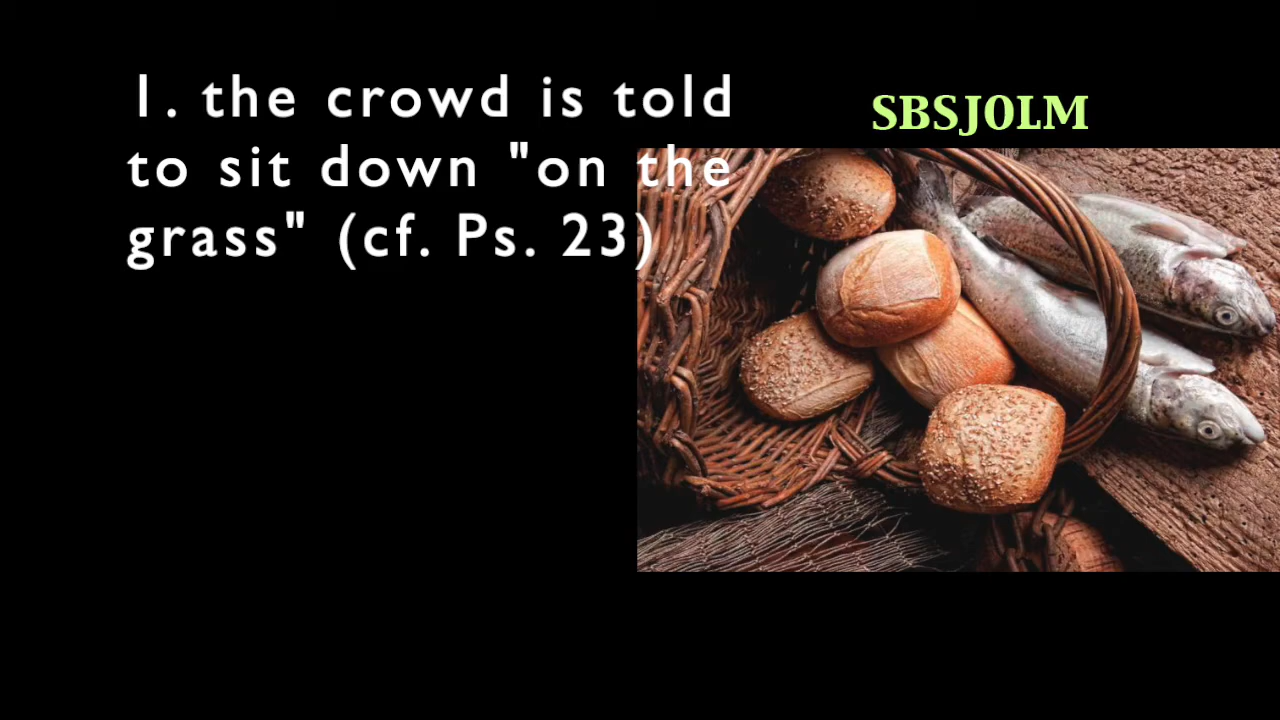 1. the crowd is told
to sit down "on the
grass" (cf. Ps. 23)
SBSJOLM